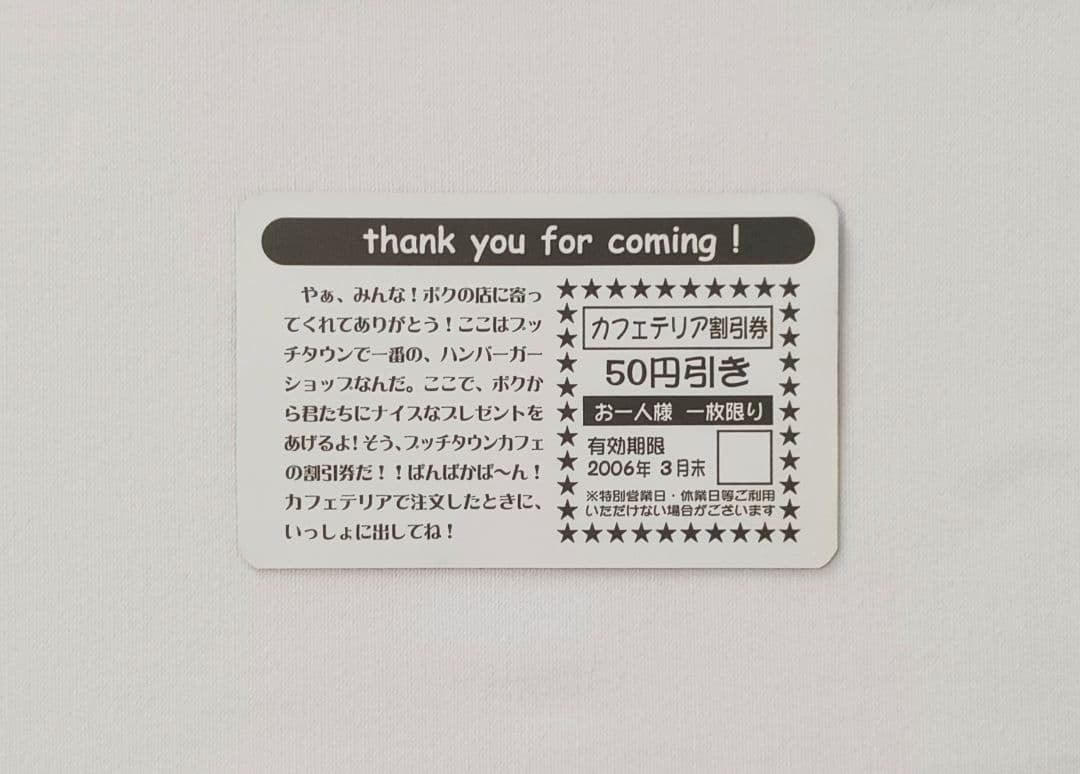 thank you for coming !
やぁ、みんな！ボクの店に寄っ
てくれてありがとう！ここはプッ
チタウンで一番の、ハンバーガー
ショップなんだ。ここで、ボクか
ら君たちにナイスなプレゼントを
あげるよ！そう、プッチタウンカフェ
の割引券だ！！ぱんぱかぱ〜ん！
カフェテリアで注文したときに、
いっしょに出してね！
カフェテリア割引券
50円引き
お一人様 一枚限り
有効期限
2006年 3月末
※特別営業日・休業日等ご利用
いただけない場合がございます